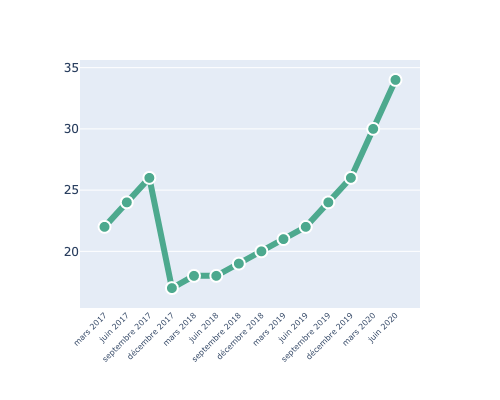 35
30
25
20
mars 2017
juin 2017
septembre 2017
décembre 2017
mars 2018
juin 2018
septembre 2018
décembre 2018
mars 2019
juin 2019
septembre 2019
décembre 2019
mars 2020
juin 2020